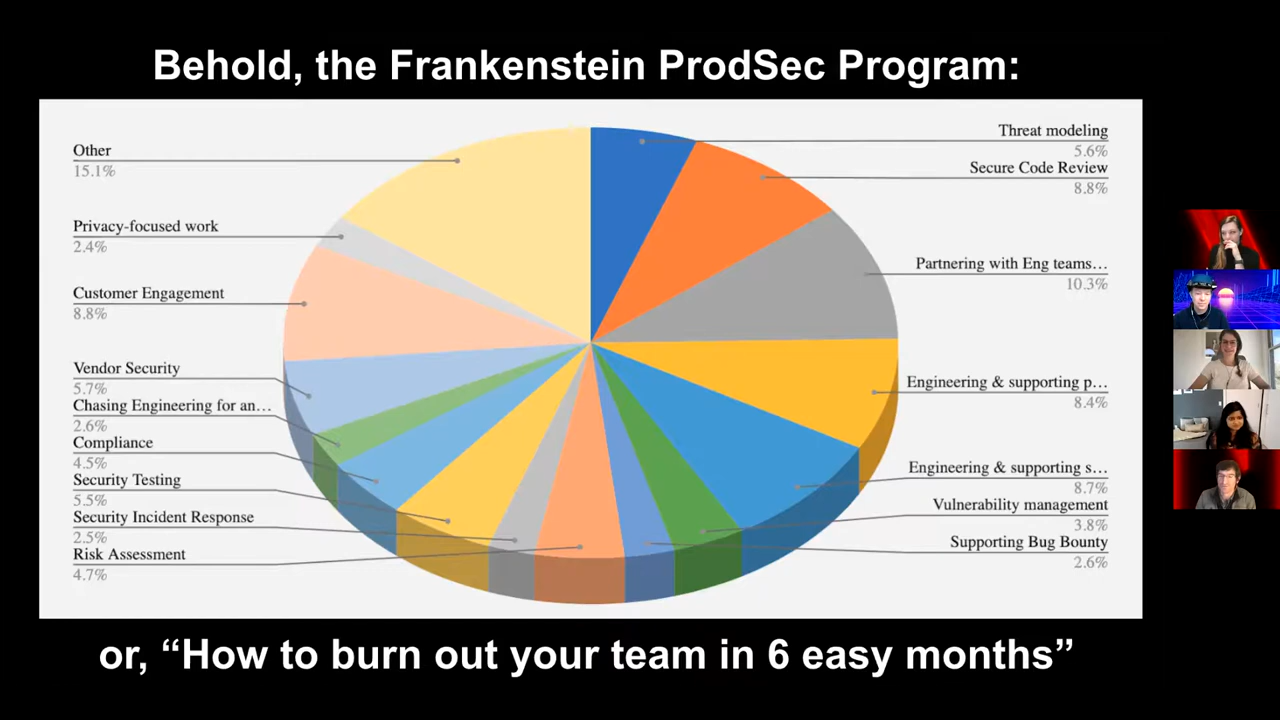 Behold, the Frankenstein ProdSec Program:
Threat modeling
5.6%
Secure Code Review
8.8%
Partnering with Eng teams…
10.3%
Engineering & supporting p…
8.4%
Engineering & supporting s…
8.7%
Vulnerability management
3.8%
Supporting Bug Bounty
2.6%
Other
15.1%
Privacy-focused work
2.4%
Customer Engagement
8.8%
Vendor Security
5.7%
Chasing Engineering for an…
2.6%
Compliance
4.5%
Security Testing
5.5%
Security Incident Response
2.5%
Risk Assessment
4.7%
or, “How to burn out your team in 6 easy months”